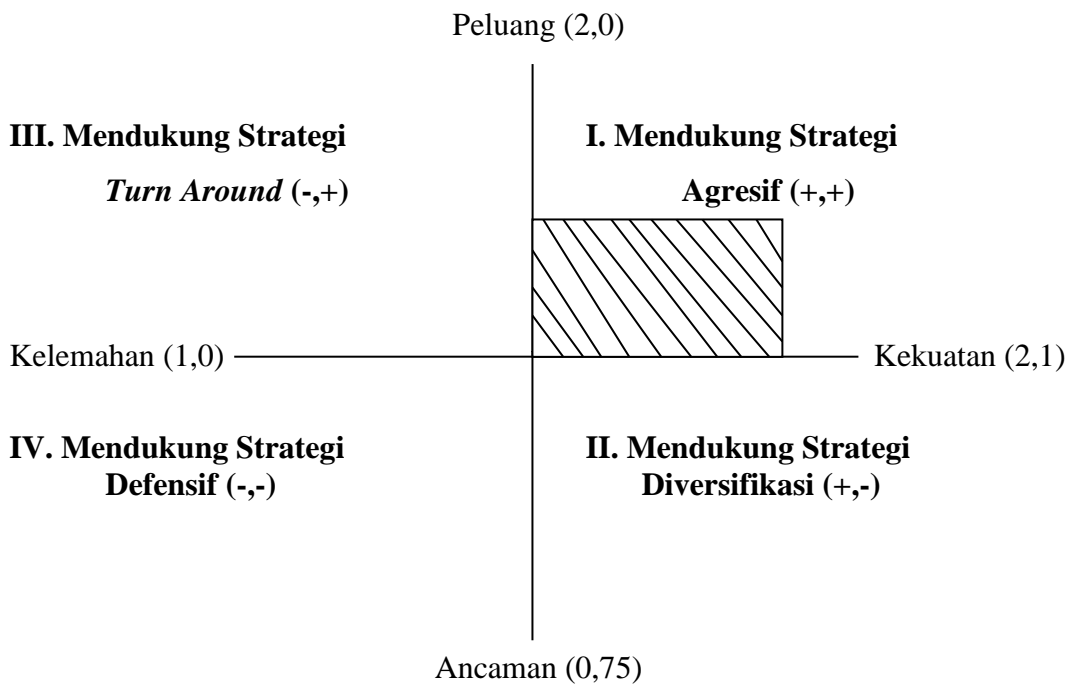 Peluang (2,0)
III. Mendukung Strategi
Turn Around (-,+)
I. Mendukung Strategi
Agresif (+,+)
Kelemahan (1,0)
Kekuatan (2,1)
IV. Mendukung Strategi
Defensif (-,-)
II. Mendukung Strategi
Diversifikasi (+,-)
Ancaman (0,75)